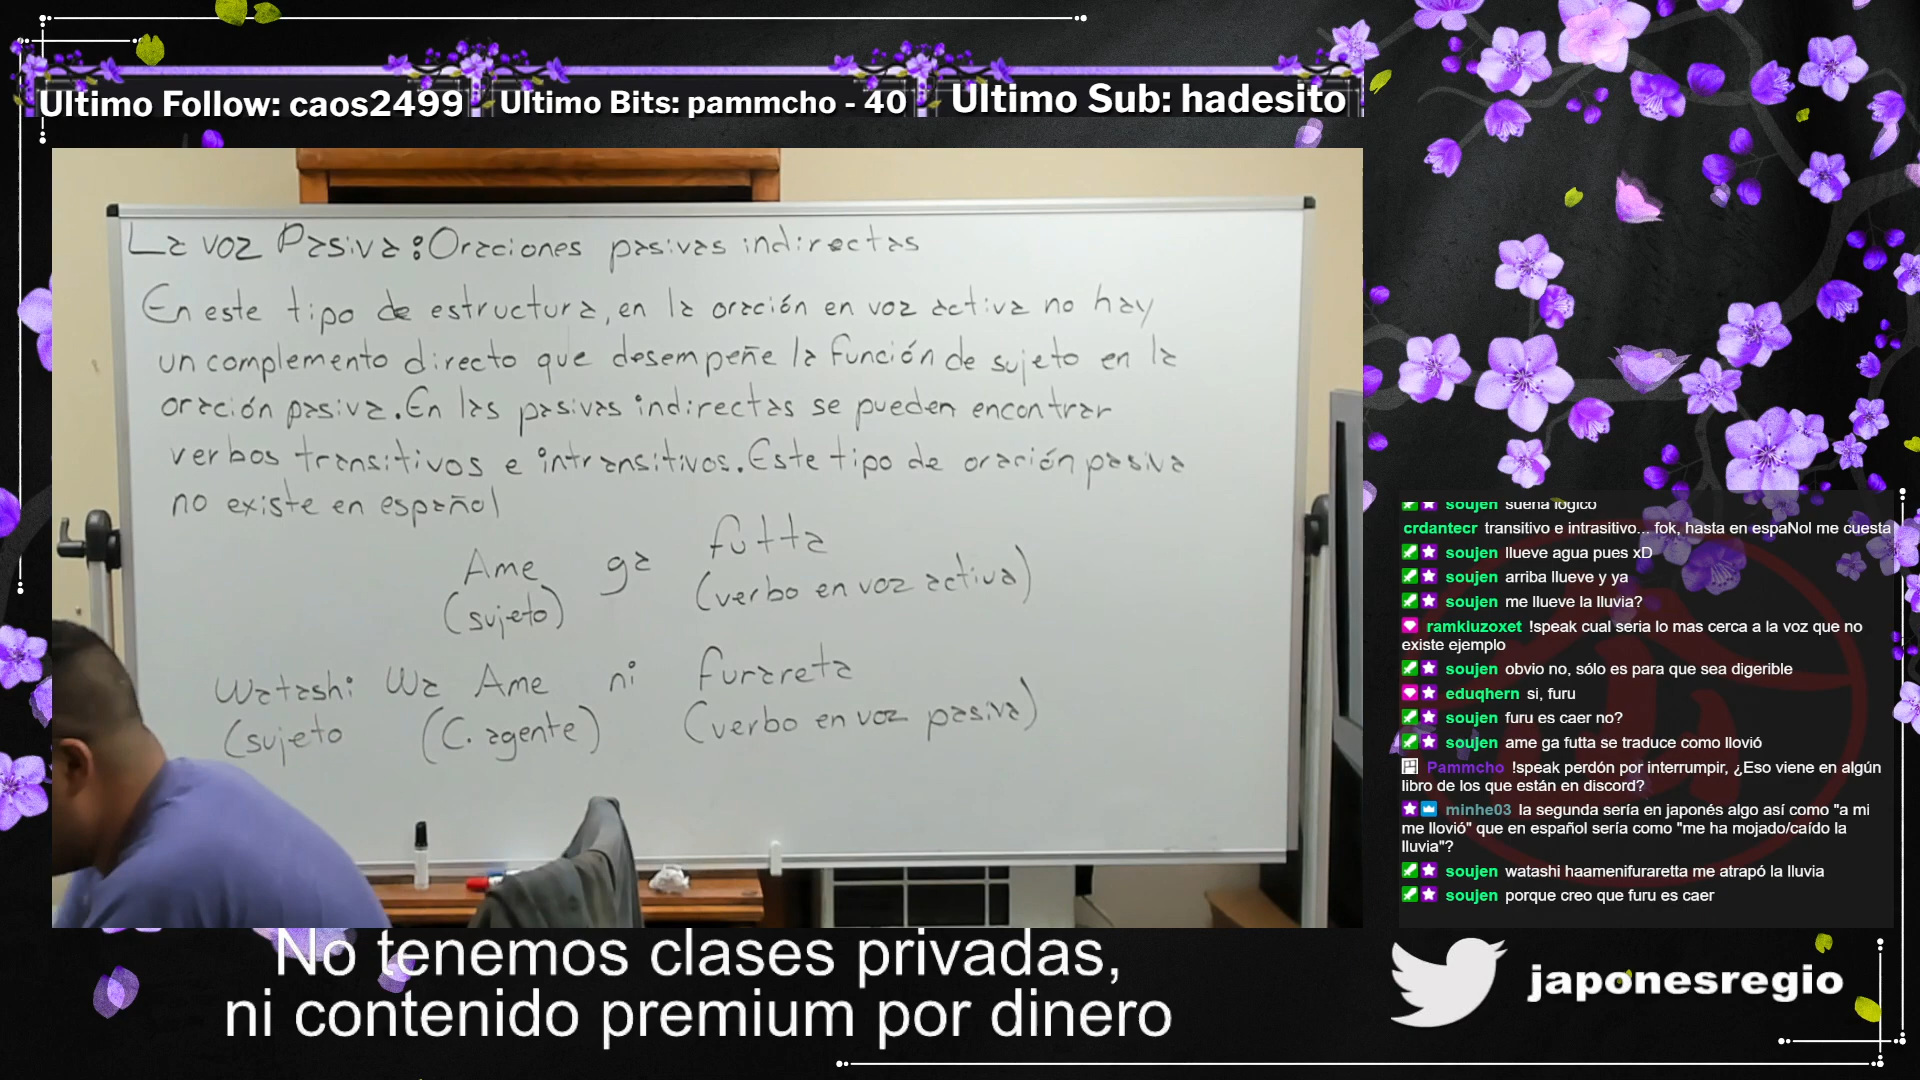 Ultimo Follow: caos2499
Ultimo Bits: pammcho - 40
Ultimo Sub: hadesito
La voz Pasiva: Oraciones pasivas indirectas
En este tipo de estructura, en la oración en voz activa no hay
un complemento directo que desempeñe la función de sujeto en la
oración pasiva. En las pasivas indirectas se pueden encontrar
verbos transitivos e intransitivos. Este tipo de oración pasiva
no existe en español
Ame ga futta
(sujeto) (verbo en voz activa)
Watashi Wa Ame ni furareta
(sujeto (C. agente) (verbo en voz pasiva)
soujen suena logico
crdantecr transitivo e intrasitivo... fok, hasta en espaNol me cuesta
soujen llueve agua pues xD
soujen arriba llueve y ya
soujen me llueve la lluvia?
ramkluzoxet !speak cual seria lo mas cerca a la voz que no
existe ejemplo
soujen obvio no, sólo es para que sea digerible
eduqhern si, furu
soujen furu es caer no?
soujen ame ga futta se traduce como llovió
Pammcho !speak perdón por interrumpir, ¿Eso viene en algún
libro de los que están en discord?
minhe03 la segunda sería en japonés algo así como "a mi
me llovió" que en español sería como "me ha mojado/caído la
lluvia"?
soujen watashi haamenifuraretta me atrapó la lluvia
soujen porque creo que furu es caer
No tenemos clases privadas,
ni contenido premium por dinero
japonesregio